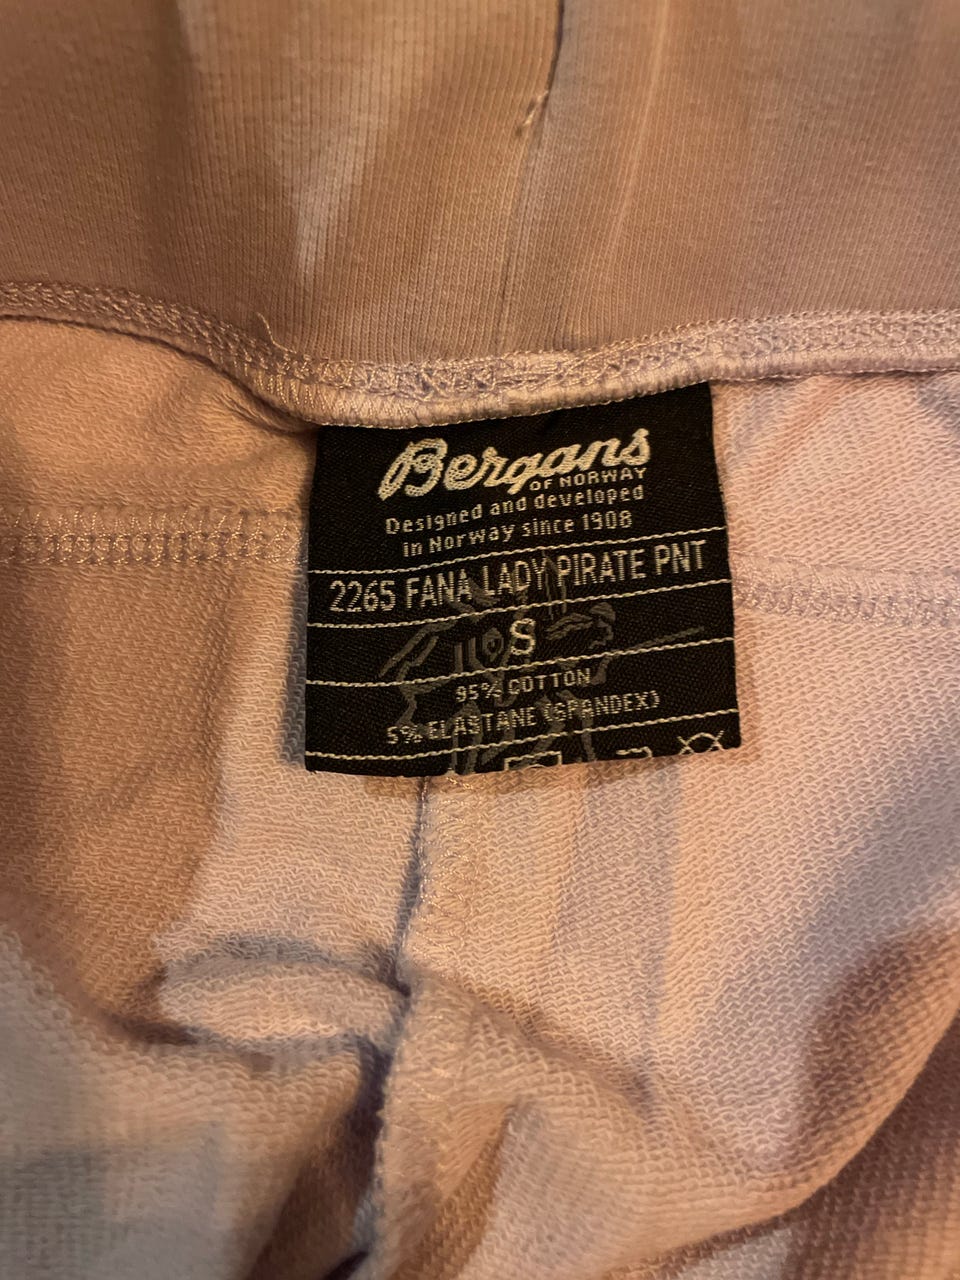 Bergans
OF NORWAY
Designed and developed
in Norway since 1908
2265 FANA LADY PIRATE PNT
S
95% COTTON
5% ELASTANE (SPANDEX)